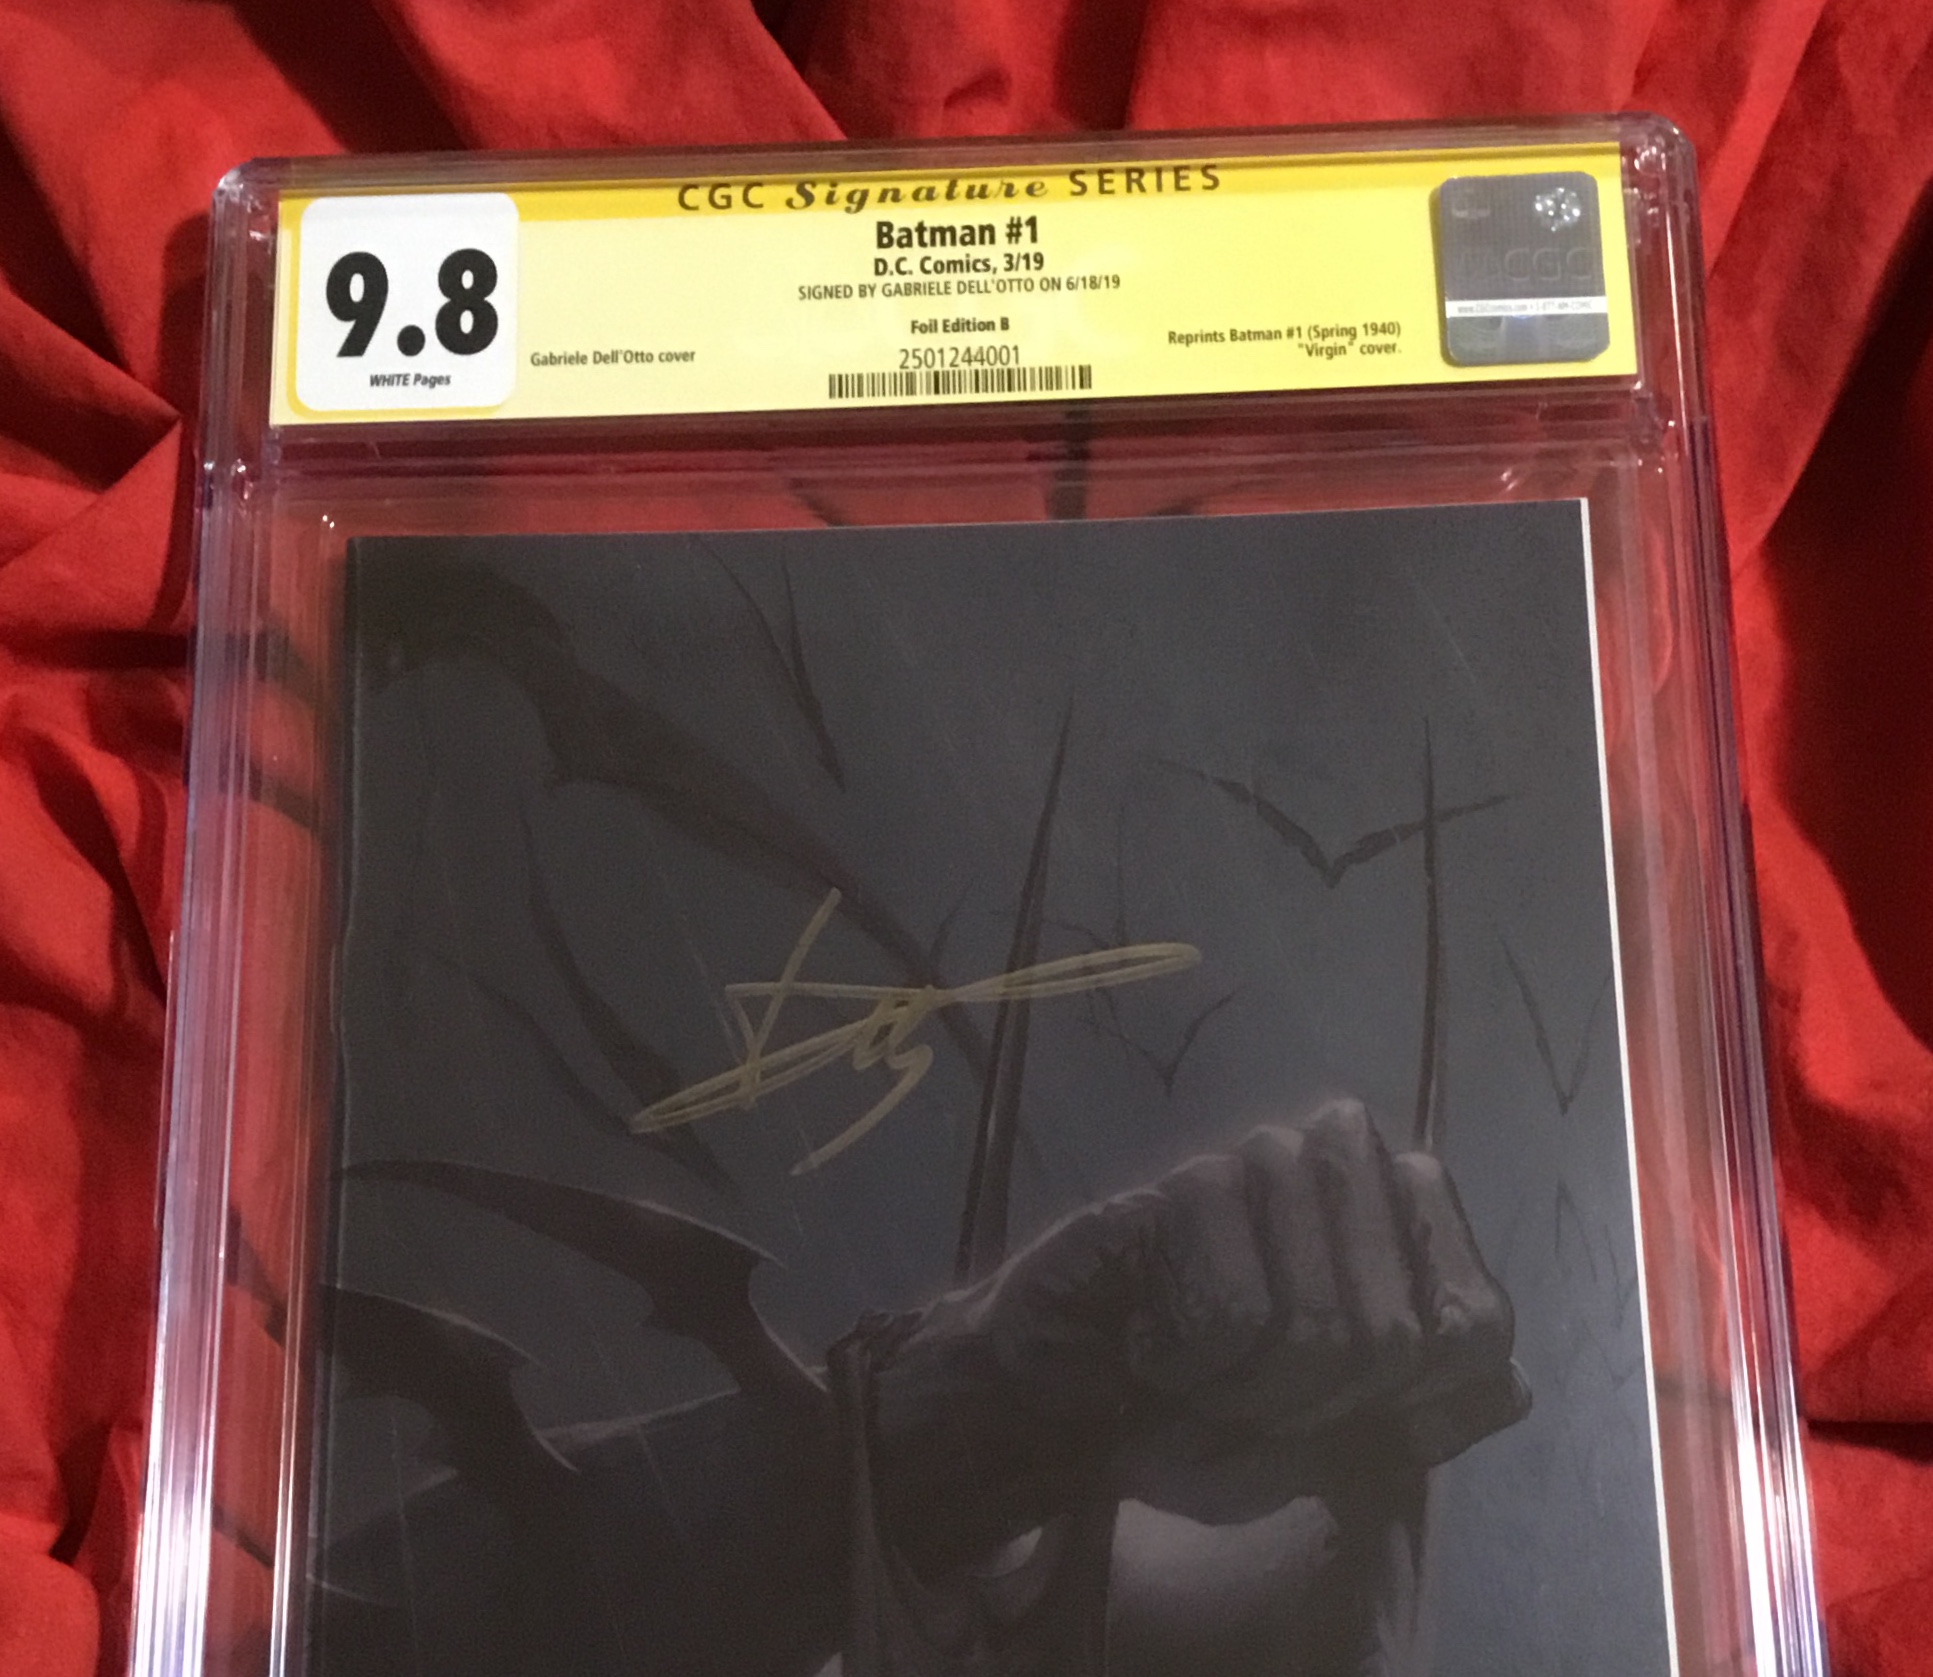 CGC Signature SERIES
Batman #1
D.C. Comics, 3/19
SIGNED BY GABRIELE DELL'OTTO ON 6/18/19
Foil Edition B
2501244001
9.8
WHITE Pages
Gabriele Dell'Otto cover
Reprints Batman #1 (Spring 1940)
"Virgin" cover.
CGC